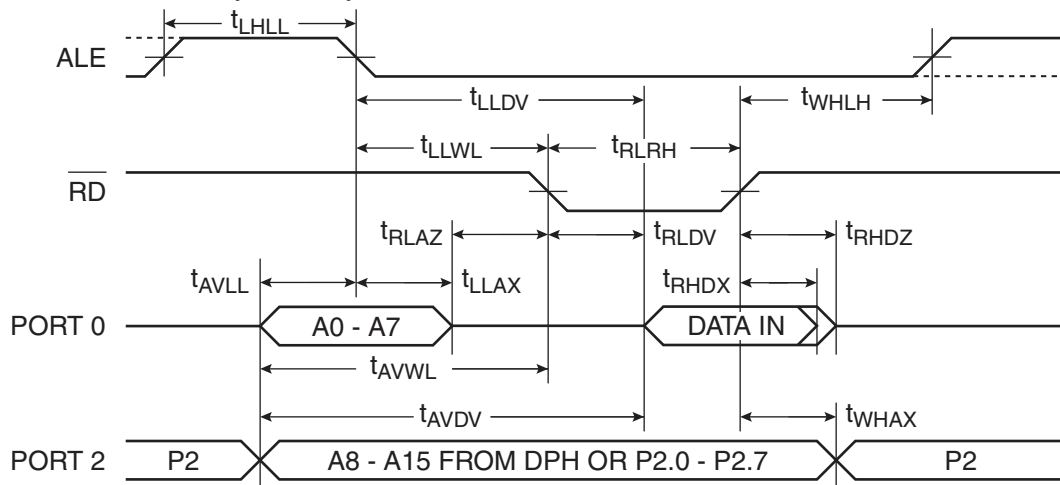 tLHLL
ALE
tLLDV tWHLH
tLLWL tRLRH
RD
tRLAZ tRLDV tRHDZ
tAVLL tLLAX tRHDX
PORT 0 A0 - A7 DATA IN
tAVWL
tAVDV tWHAX
PORT 2 P2 A8 - A15 FROM DPH OR P2.0 - P2.7 P2